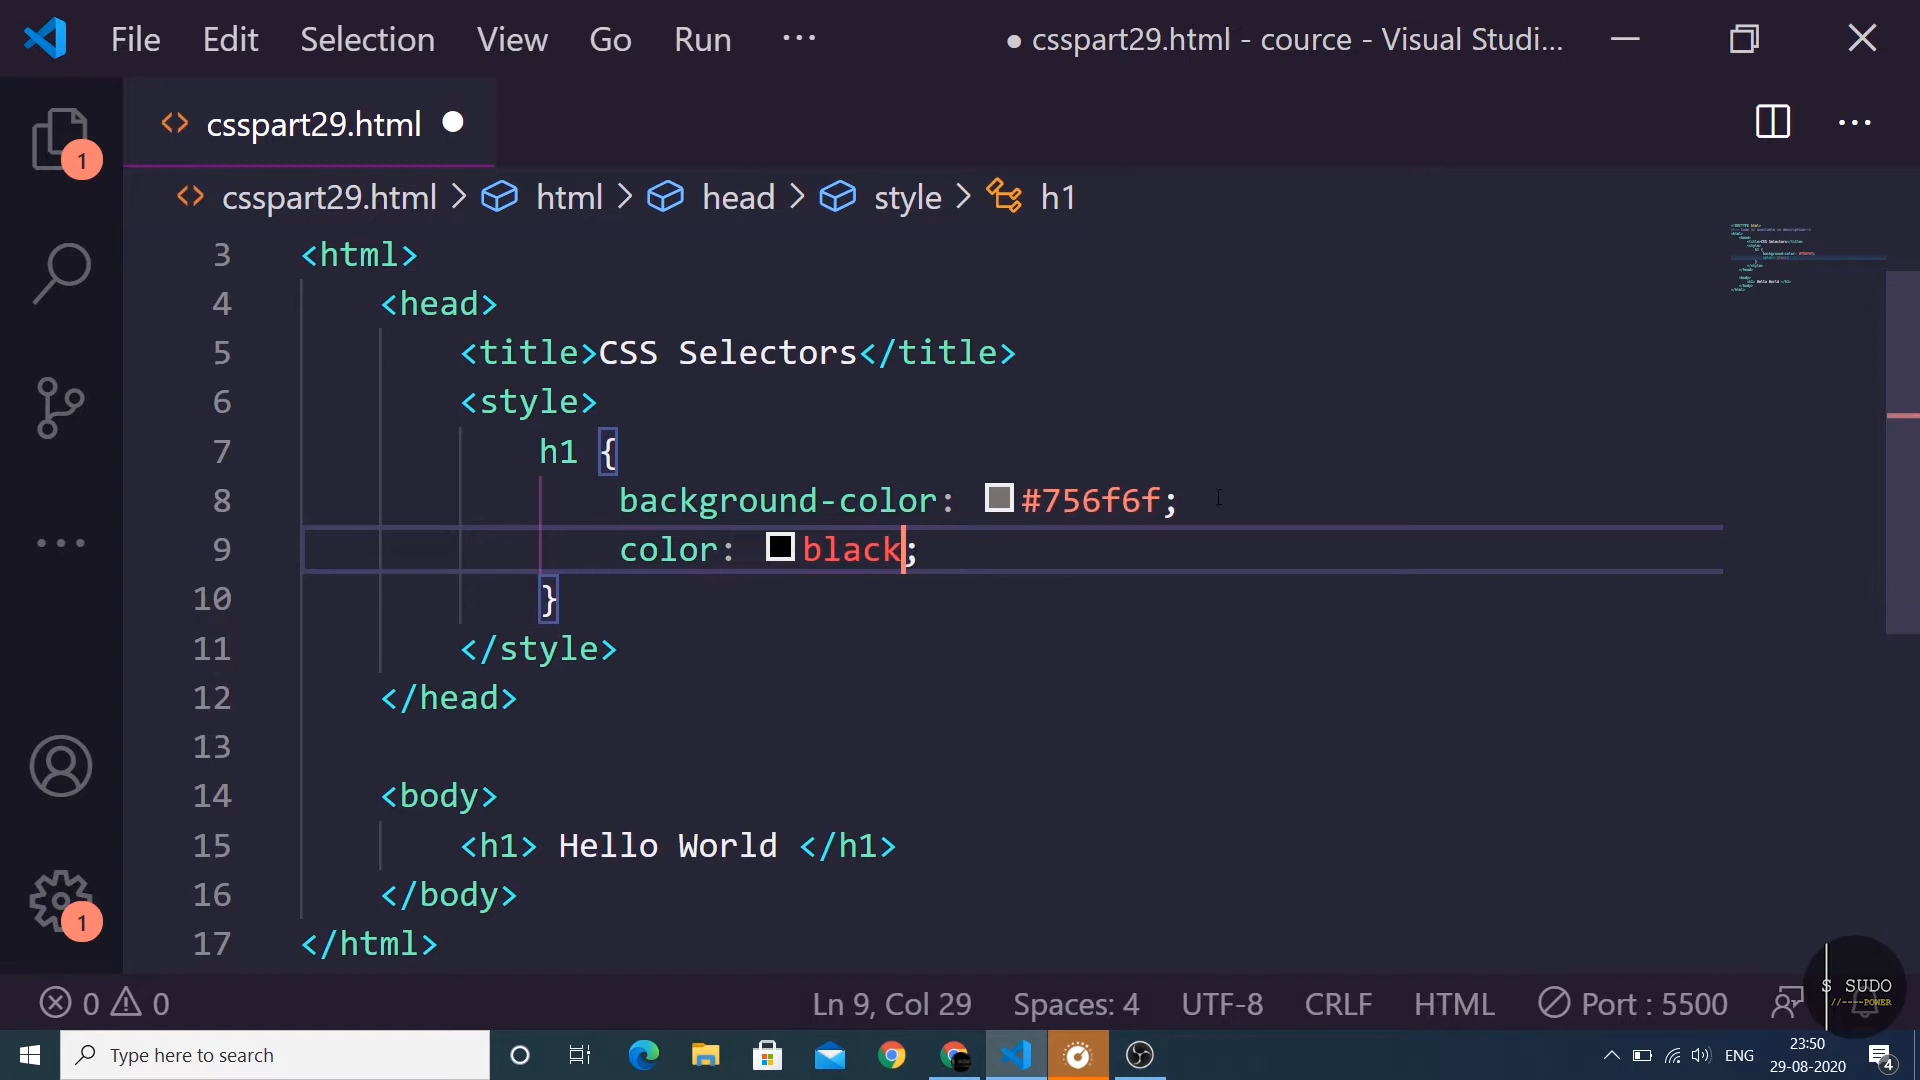 File Edit Selection View Go Run ··· ● csspart29.html - cource - Visual Studi...
csspart29.html ● ···
1
csspart29.html > html > head > style > h1
3 <html>
4 <head>
5 <title>CSS Selectors</title>
6 <style>
7 h1 {
8 background-color: #756f6f;
9 color: black;
10 }
11 </style>
12 </head>
13
14 <body>
15 <h1> Hello World </h1>
16 </body>
17 </html>
1
S SUDO
//----POWER
0 0 Ln 9, Col 29 Spaces: 4 UTF-8 CRLF HTML Port : 5500
Type here to search ENG 23:50
29-08-2020
4